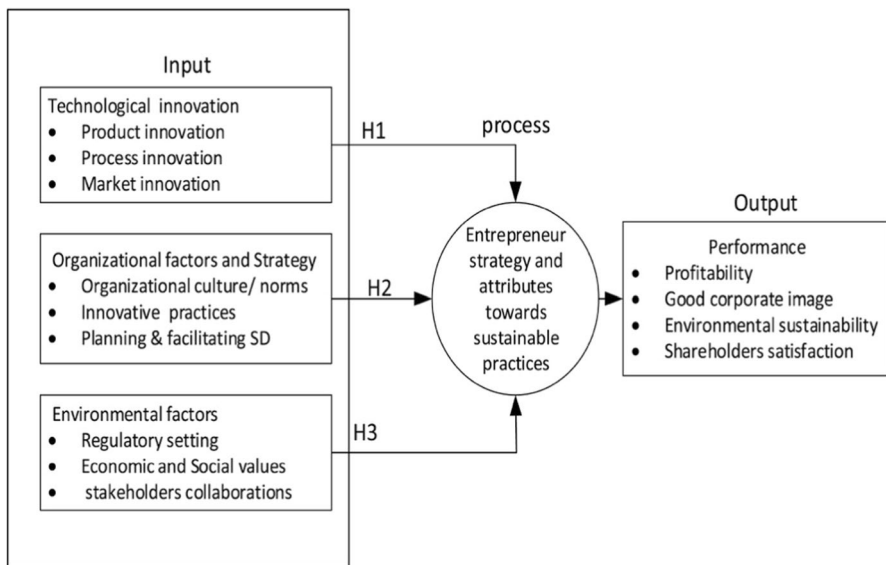 Input
Technological innovation
• Product innovation
• Process innovation
• Market innovation
H1
process
Organizational factors and Strategy
• Organizational culture/ norms
• Innovative practices
• Planning & facilitating SD
H2
Environmental factors
• Regulatory setting
• Economic and Social values
• stakeholders collaborations
H3
Entrepreneur
strategy and
attributes
towards
sustainable
practices
Output
Performance
• Profitability
• Good corporate image
• Environmental sustainability
• Shareholders satisfaction